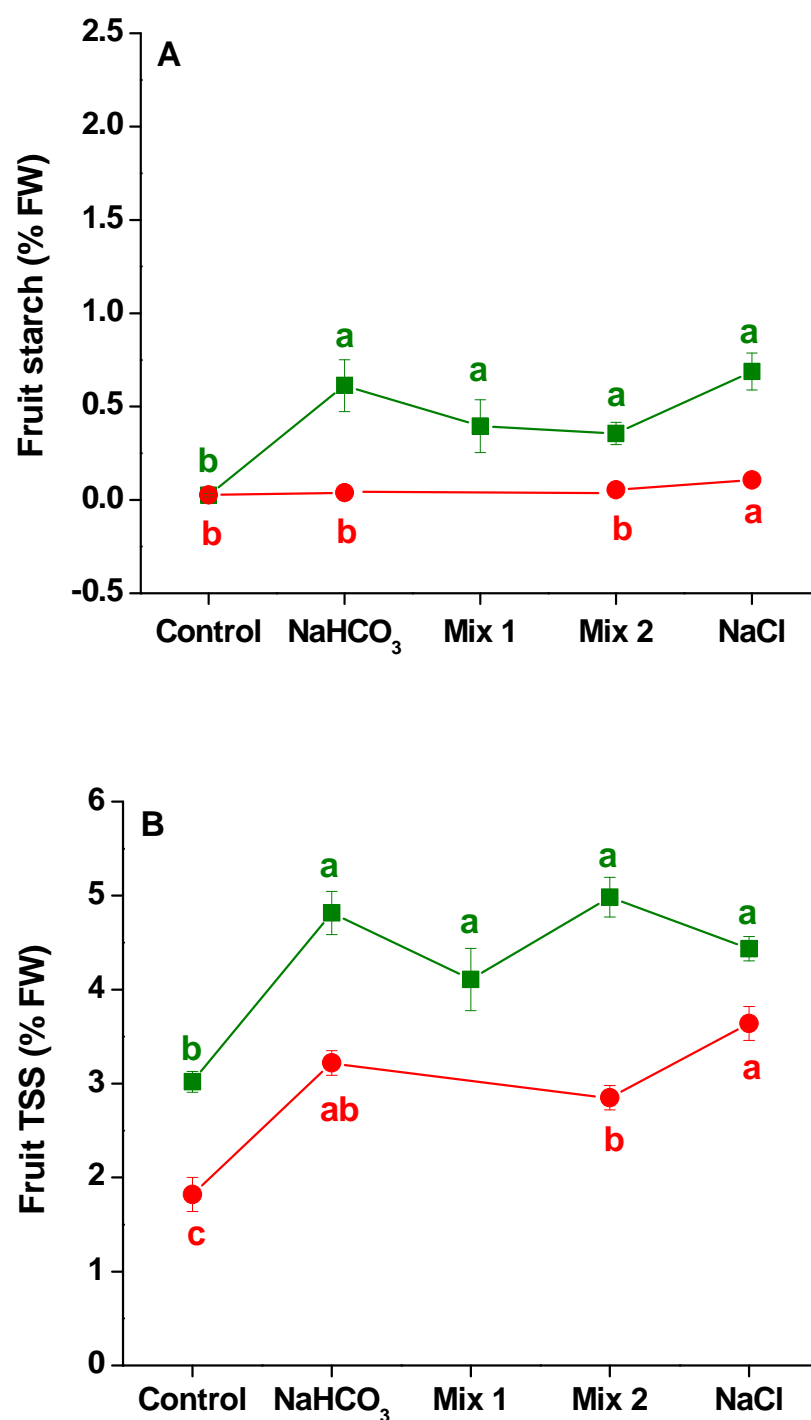 A
Fruit starch (% FW)
2.5
2.0
1.5
1.0
0.5
0.0
-0.5
b
a
a
a
a
b
b
b
a
Control NaHCO₃ Mix 1 Mix 2 NaCl
B
Fruit TSS (% FW)
6
5
4
3
2
1
0
b
a
a
a
a
c
ab
b
a
Control NaHCO₃ Mix 1 Mix 2 NaCl